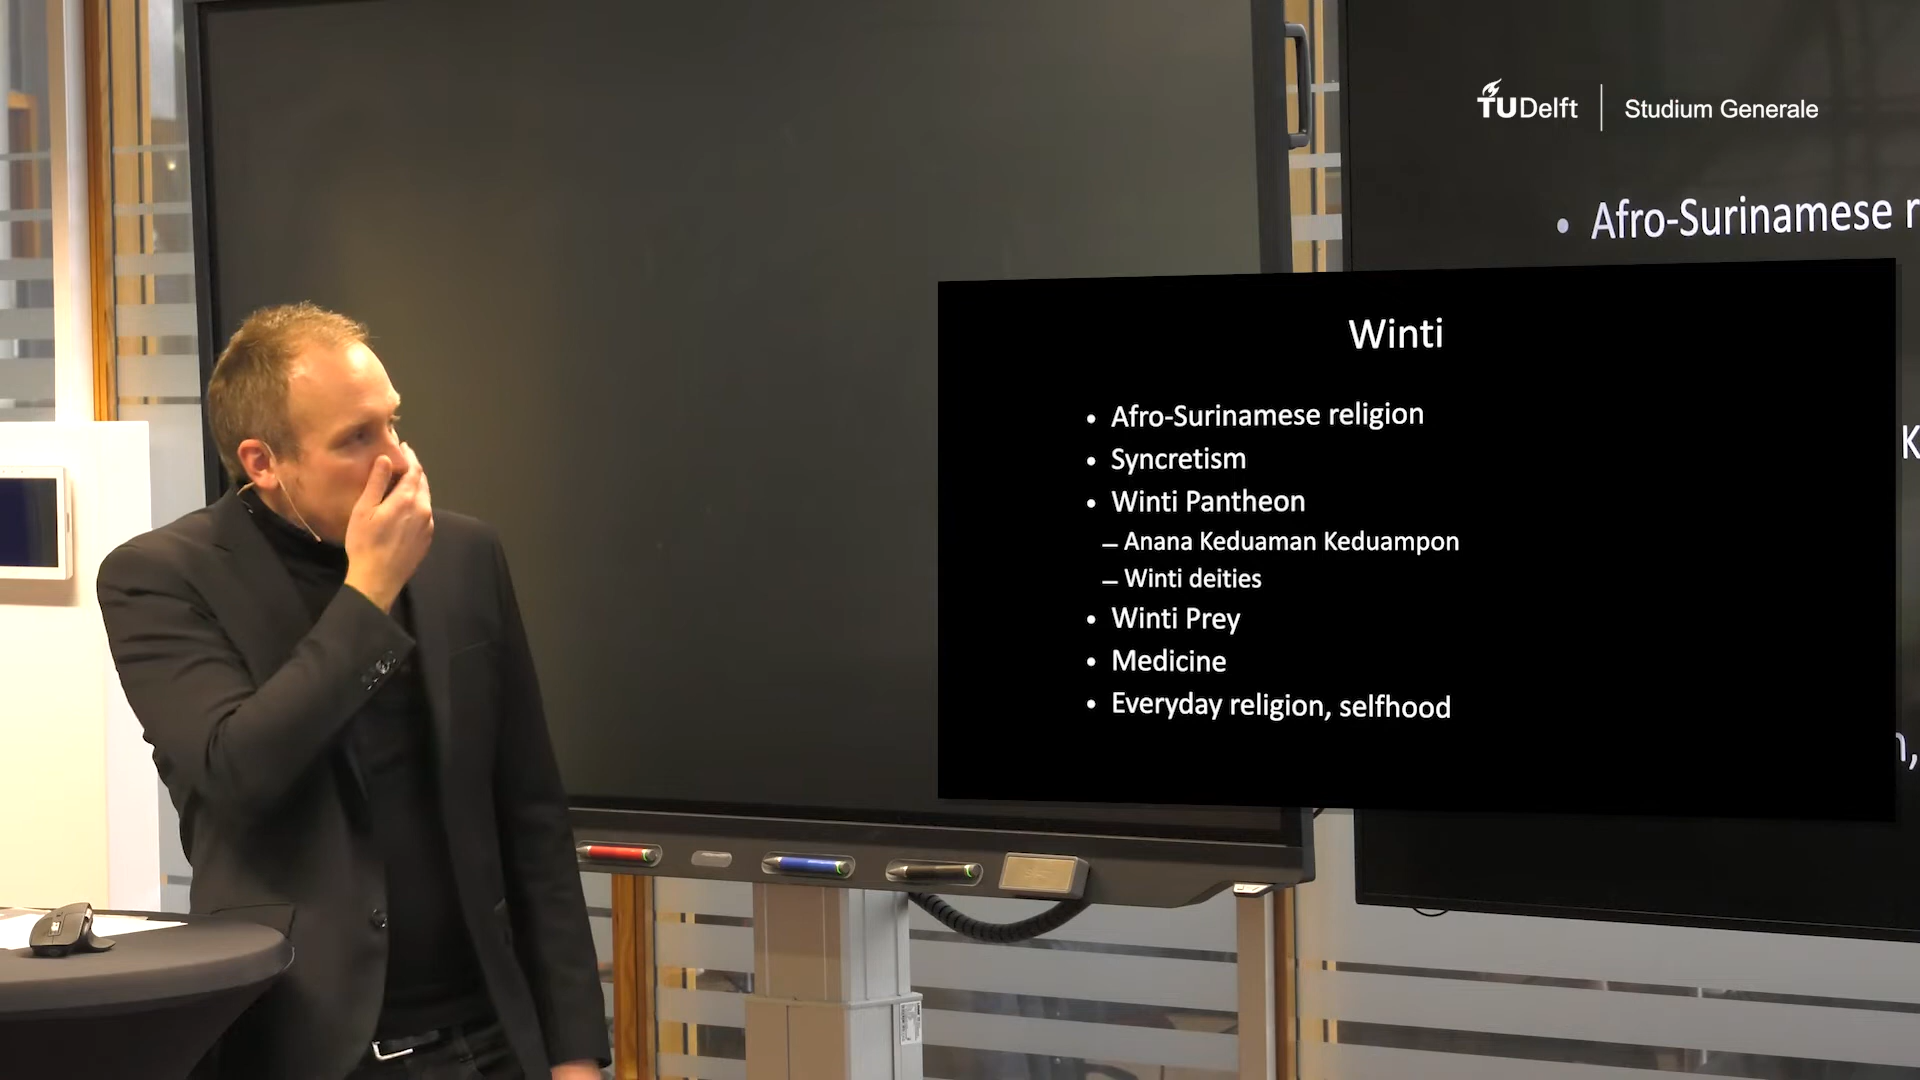 TUDelft | Studium Generale
• Afro-Surinamese r
Winti
• Afro-Surinamese religion
• Syncretism
• Winti Pantheon
– Anana Keduaman Keduampon
– Winti deities
• Winti Prey
• Medicine
• Everyday religion, selfhood
K
,